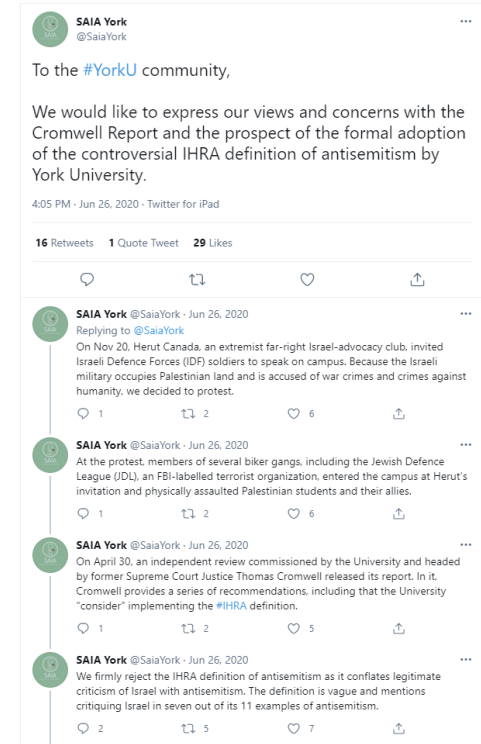 SAIA York
@SaiaYork
To the #YorkU community,
We would like to express our views and concerns with the
Cromwell Report and the prospect of the formal adoption
of the controversial IHRA definition of antisemitism by
York University.
4:05 PM · Jun 26, 2020 · Twitter for iPad
16 Retweets 1 Quote Tweet 29 Likes
SAIA York @SaiaYork · Jun 26, 2020
Replying to @SaiaYork
On Nov 20, Herut Canada, an extremist far-right Israel-advocacy club, invited
Israeli Defence Forces (IDF) soldiers to speak on campus. Because the Israeli
military occupies Palestinian land and is accused of war crimes and crimes against
humanity, we decided to protest.
1 2 6
SAIA York @SaiaYork · Jun 26, 2020
At the protest, members of several biker gangs, including the Jewish Defence
League (JDL), an FBI-labelled terrorist organization, entered the campus at Herut's
invitation and physically assaulted Palestinian students and their allies.
1 2 6
SAIA York @SaiaYork · Jun 26, 2020
On April 30, an independent review commissioned by the University and headed
by former Supreme Court Justice Thomas Cromwell released its report. In it,
Cromwell provides a series of recommendations, including that the University
"consider" implementing the #IHRA definition.
1 2 5
SAIA York @SaiaYork · Jun 26, 2020
We firmly reject the IHRA definition of antisemitism as it conflates legitimate
criticism of Israel with antisemitism. The definition is vague and mentions
critiquing Israel in seven out of its 11 examples of antisemitism.
2 5 7